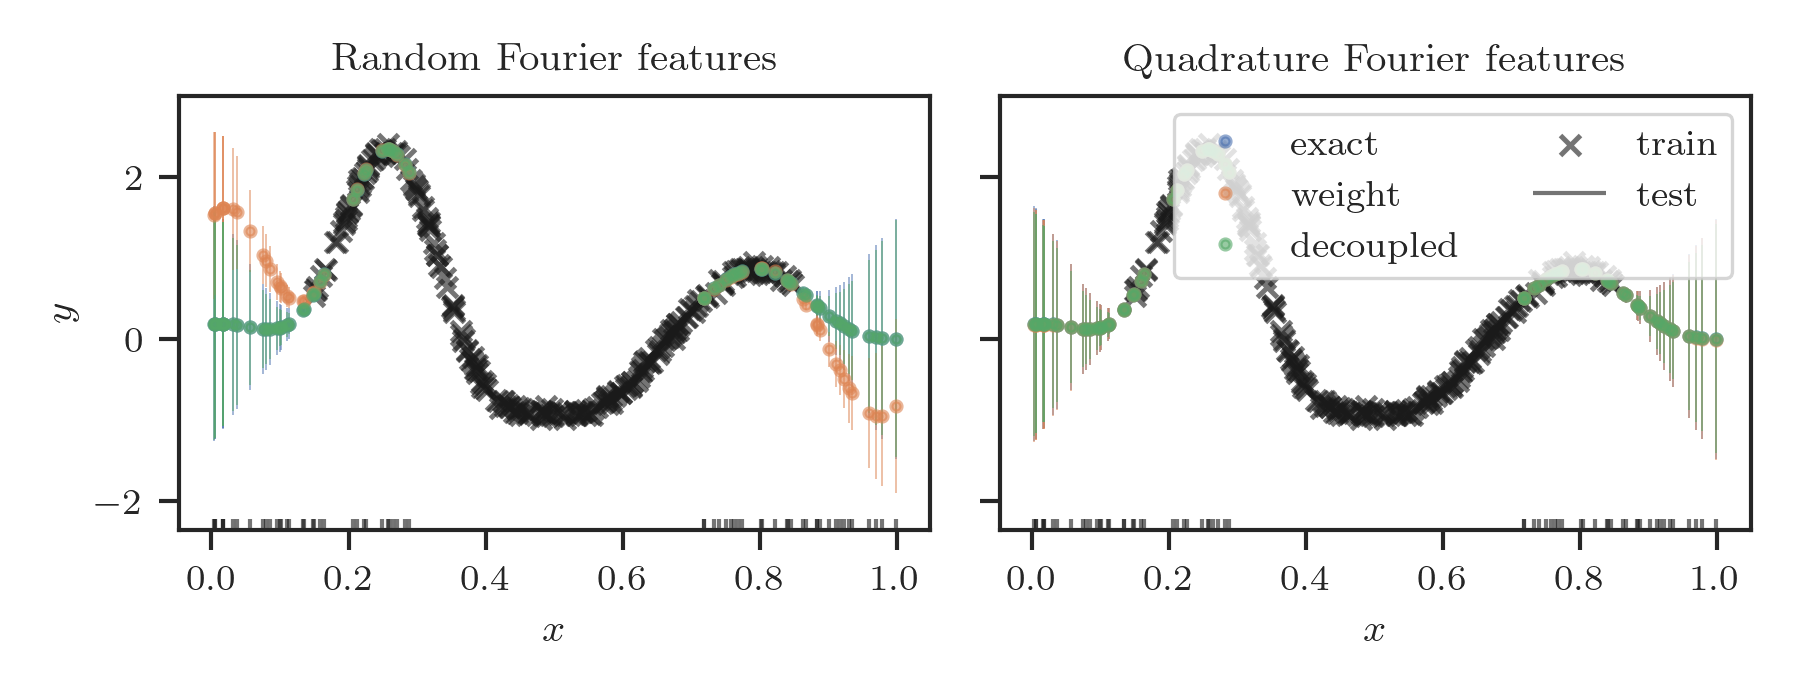 Random Fourier features
Quadrature Fourier features
exact
weight
decoupled
train
test
2
0
−2
y
0.0 0.2 0.4 0.6 0.8 1.0
0.0 0.2 0.4 0.6 0.8 1.0
x
x